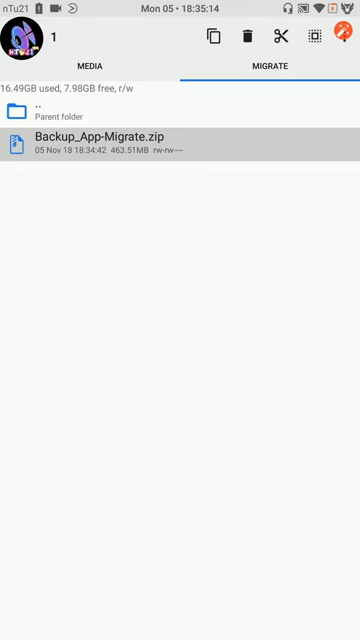 nTu21 Mon 05 • 18:35:14
NTU21
1
MEDIA MIGRATE
16.49GB used, 7.98GB free, r/w
..
Parent folder
Backup_App-Migrate.zip
05 Nov 18 18:34:42 463.51MB rw-rw----